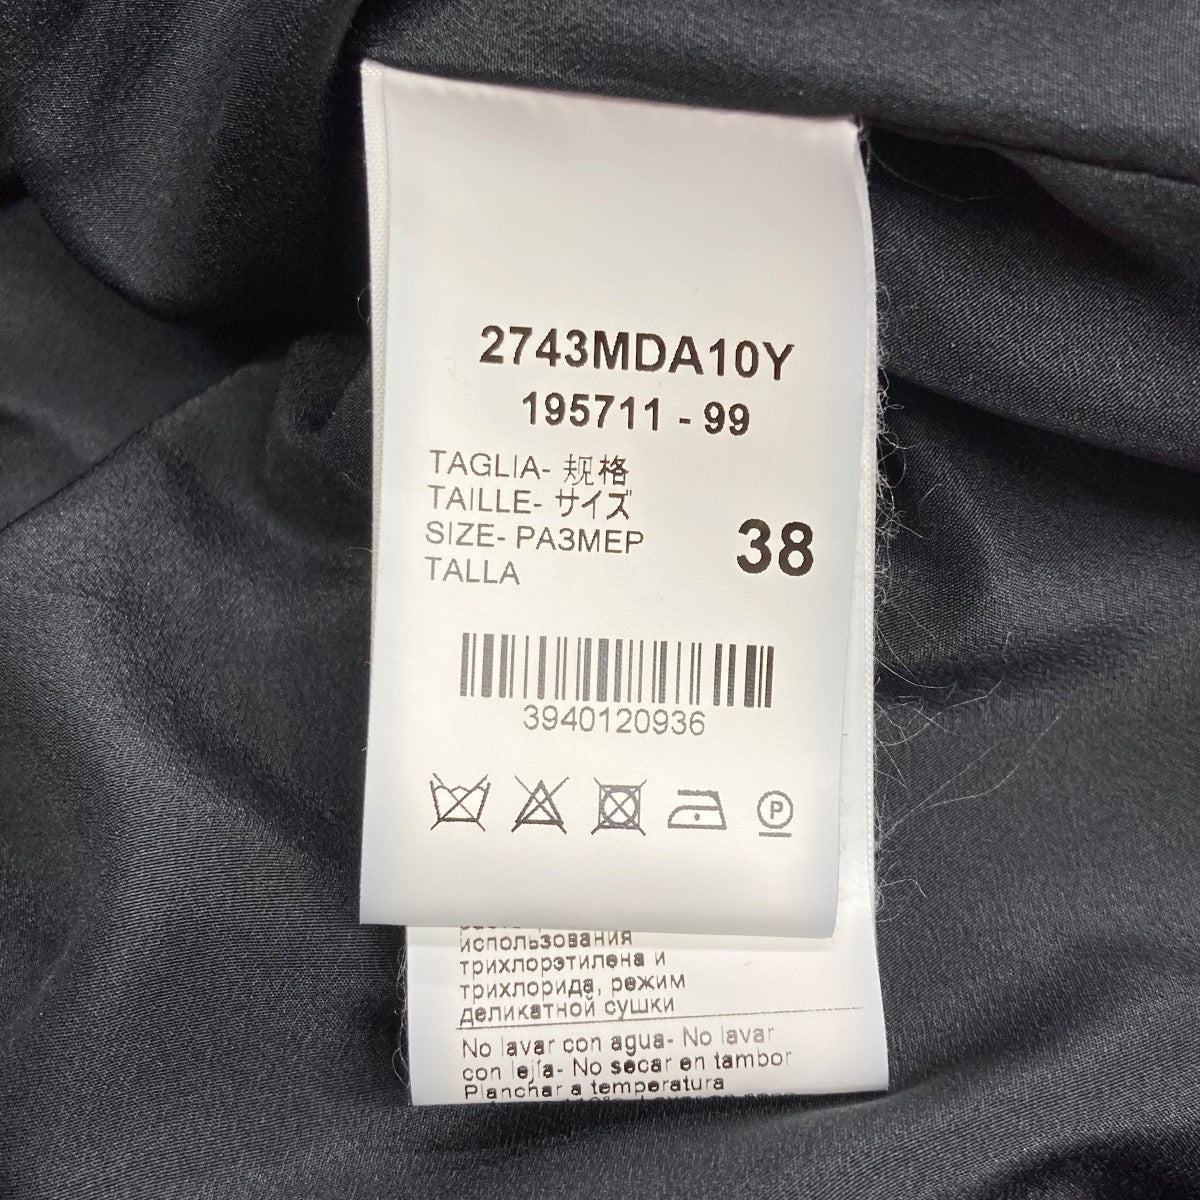 2743MDA10Y
195711 - 99
TAGLIA- 规格
TAILLE- サイズ
SIZE- РАЗМЕР
TALLA
38
3940120936
P
использования
трихлорэтилена и
трихлорида, режим
деликатной сушки
No lavar con agua- No lavar
con lejía- No secar en tambor
Planchar a temperatura